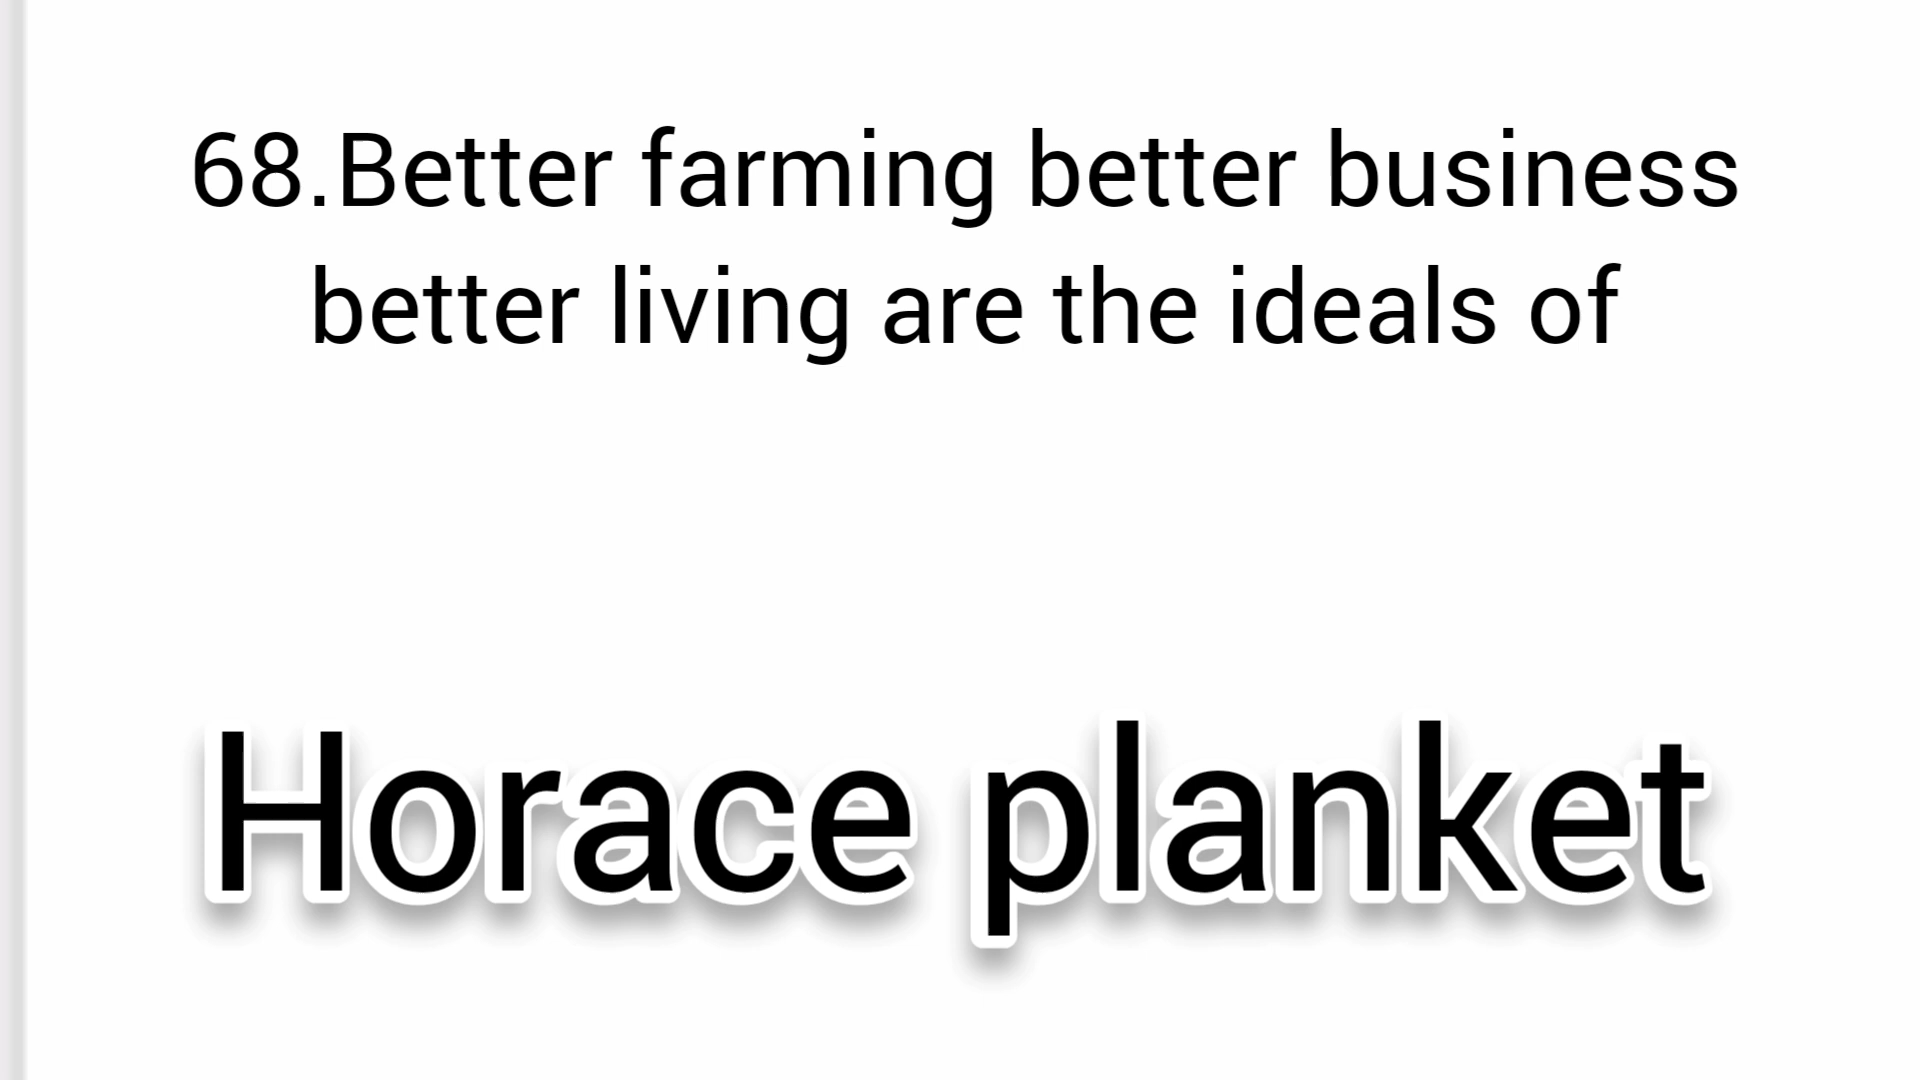 68.Better farming better business
better living are the ideals of
Horace planket